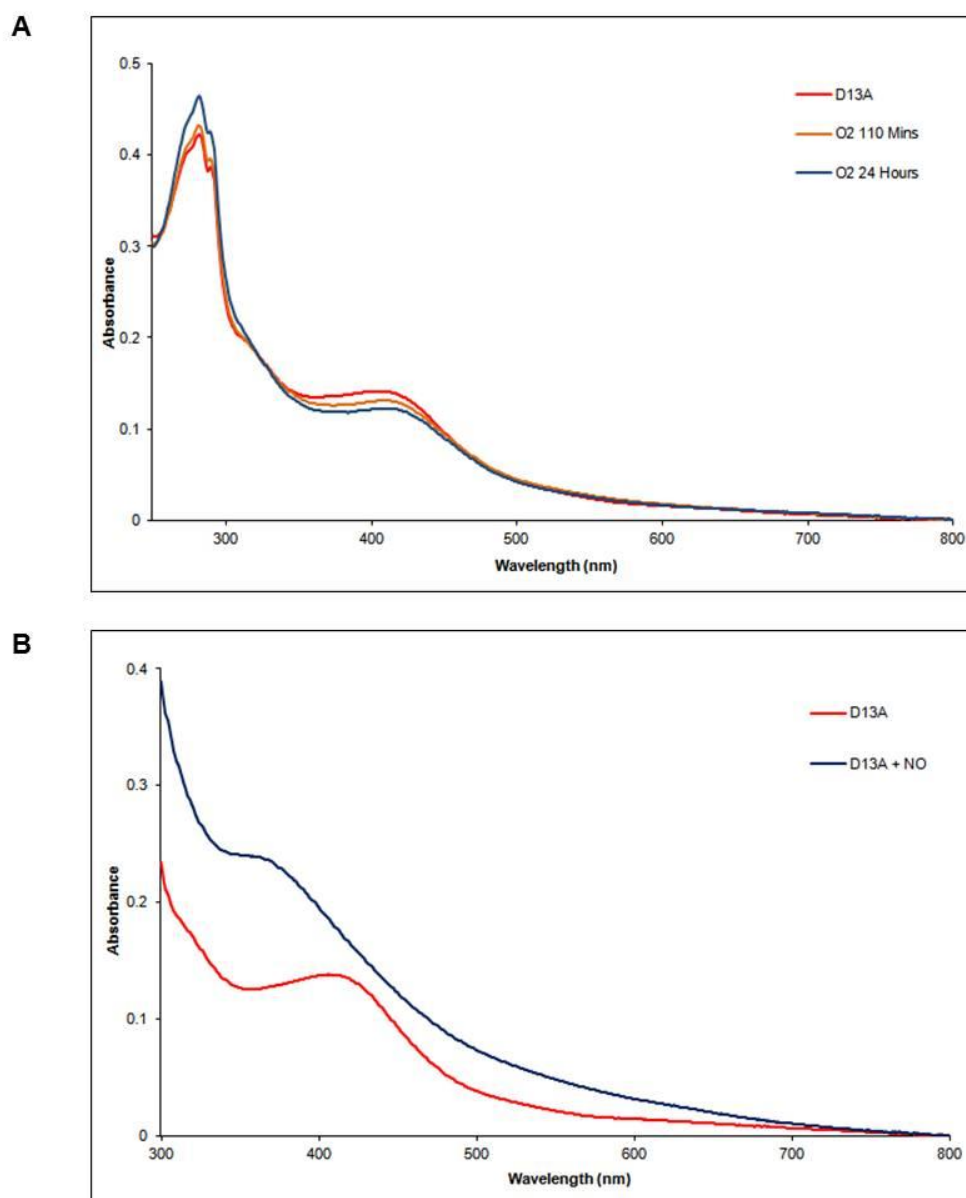 A
0.5
D13A
O2 110 Mins
0.4
O2 24 Hours
0.3
Absorbance
0.2
0.1
0
300 400 500 600 700 800
Wavelength (nm)
B
0.4
D13A
D13A + NO
0.3
Absorbance
0.2
0.1
0
300 400 500 600 700 800
Wavelength (nm)